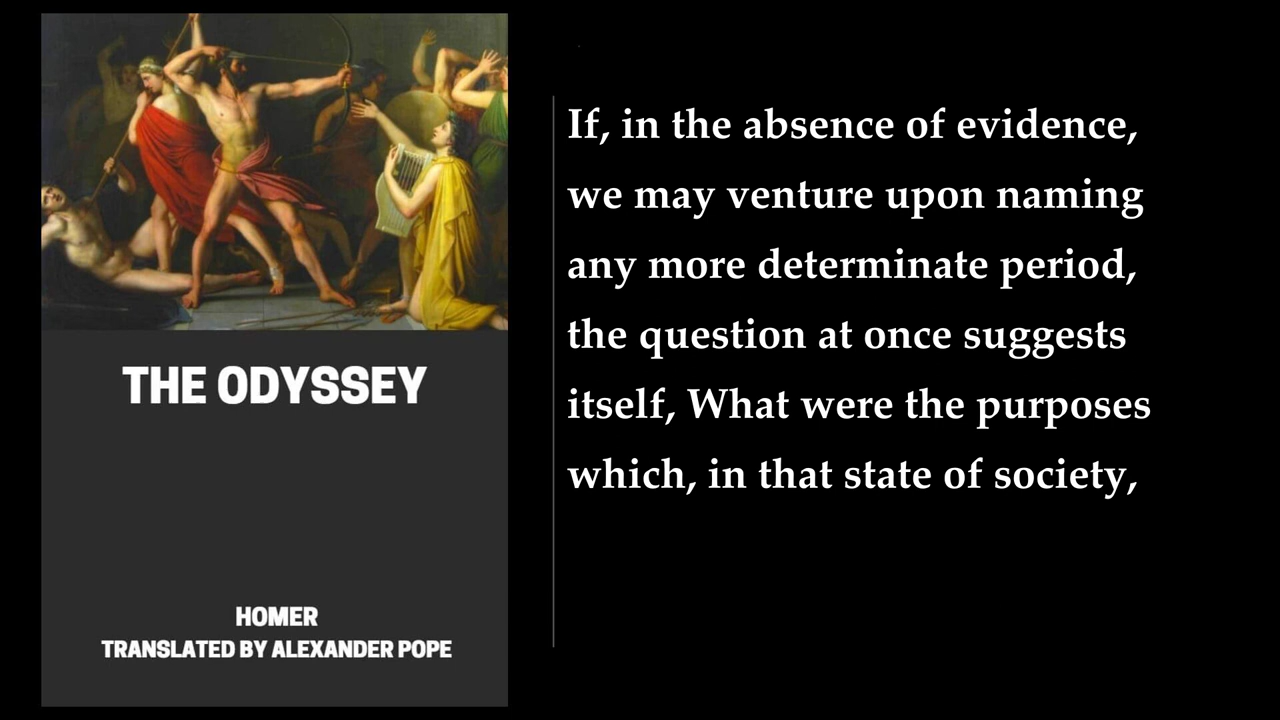 THE ODYSSEY
HOMER
TRANSLATED BY ALEXANDER POPE
If, in the absence of evidence,
we may venture upon naming
any more determinate period,
the question at once suggests
itself, What were the purposes
which, in that state of society,